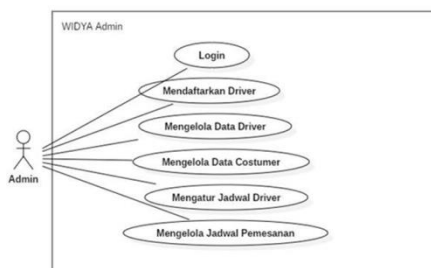 WIDYA Admin
Login
Mendaftarkan Driver
Mengelola Data Driver
Mengelola Data Costumer
Admin
Mengatur Jadwal Driver
Mengelola Jadwal Pemesanan